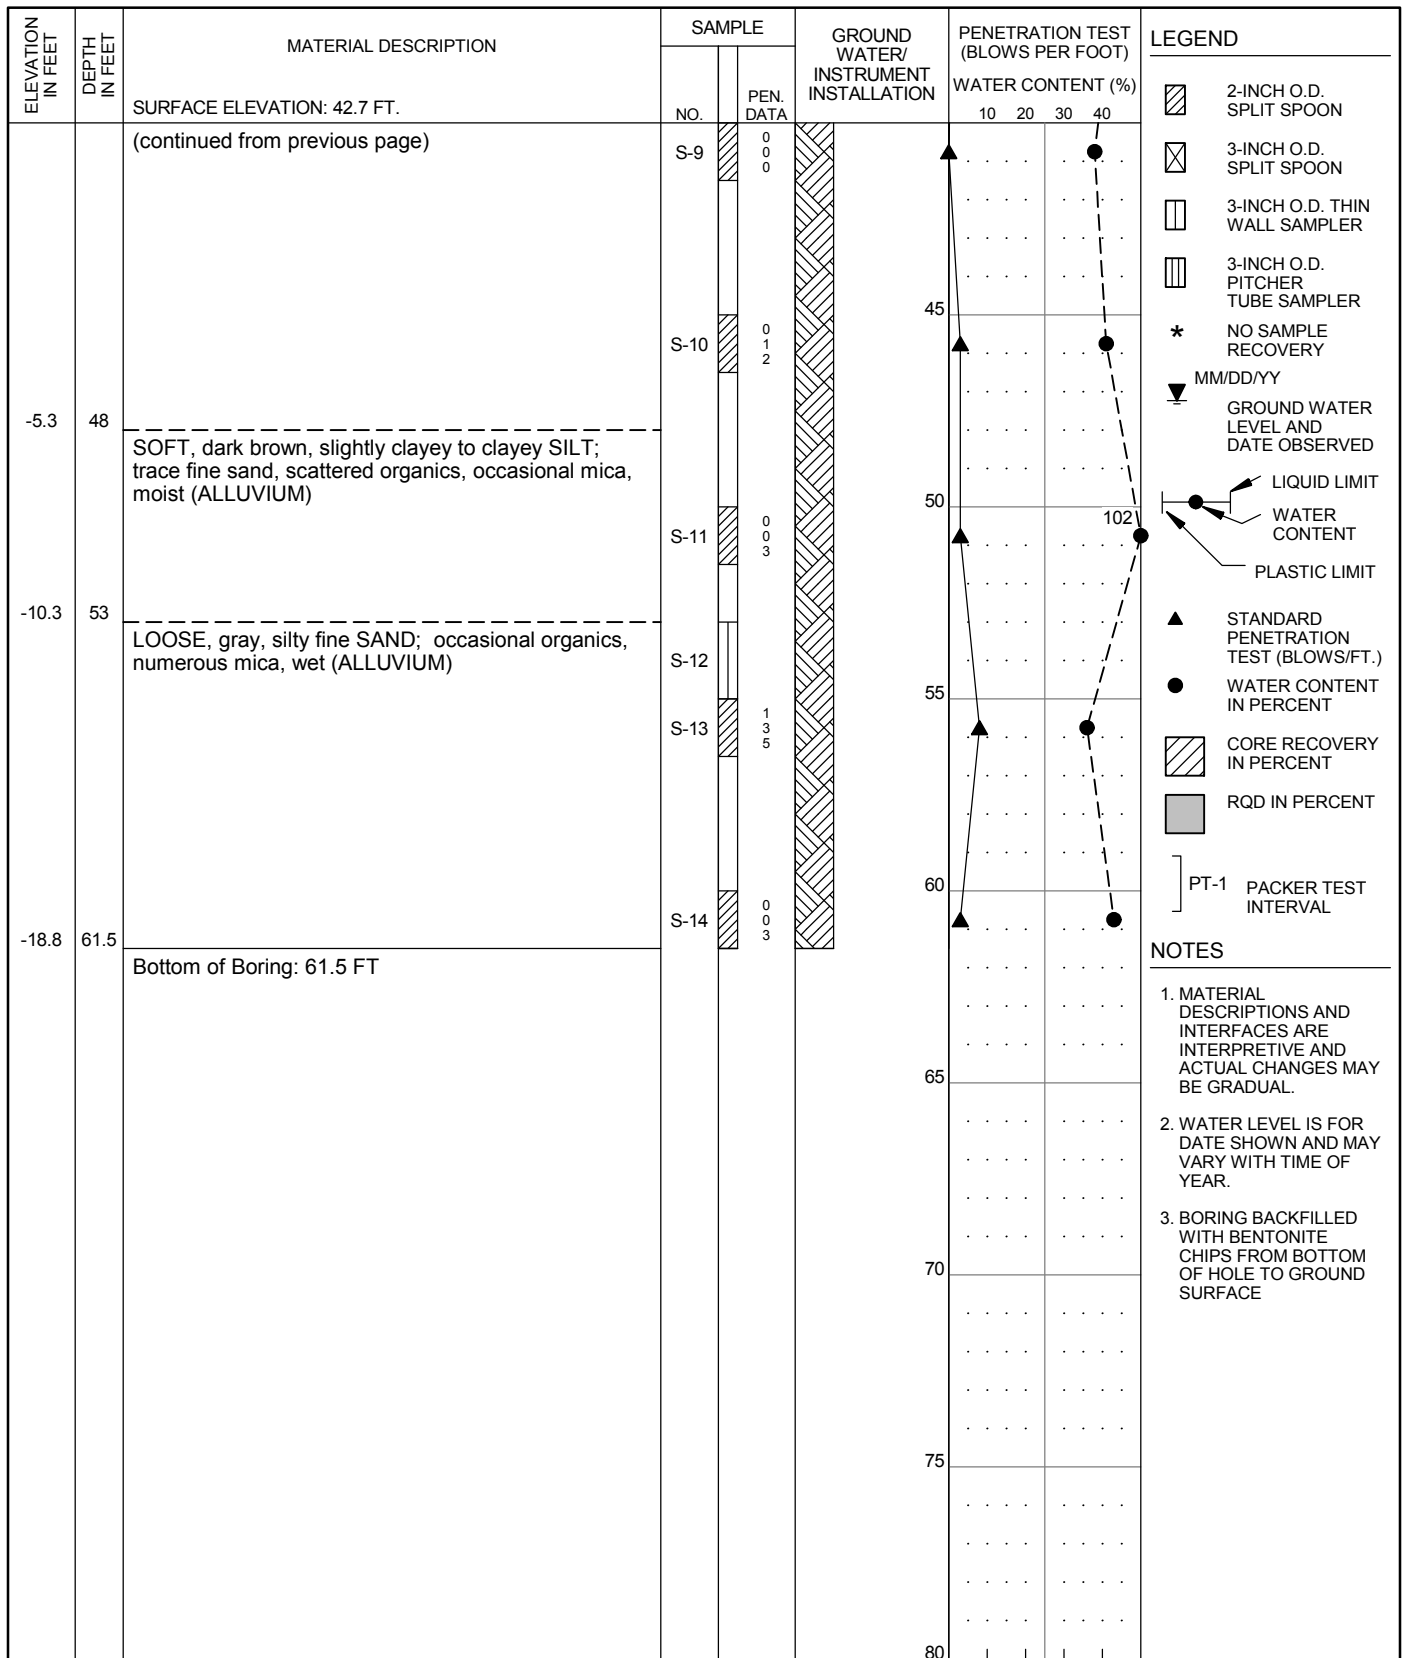 ELEVATION
IN FEET
DEPTH
IN FEET
MATERIAL DESCRIPTION
SURFACE ELEVATION: 42.7 FT.
SAMPLE
NO.
PEN.
DATA
GROUND
WATER/
INSTRUMENT
INSTALLATION
PENETRATION TEST
(BLOWS PER FOOT)
WATER CONTENT (%)
10 20 30 40
(continued from previous page)
S-9
0
0
0
45
S-10
0
1
2
-5.3 48
SOFT, dark brown, slightly clayey to clayey SILT;
trace fine sand, scattered organics, occasional mica,
moist (ALLUVIUM)
50
102
S-11
0
0
3
-10.3 53
LOOSE, gray, silty fine SAND; occasional organics,
numerous mica, wet (ALLUVIUM)
S-12
55
S-13
1
3
5
60
S-14
0
0
3
-18.8 61.5
Bottom of Boring: 61.5 FT
65
70
75
80
LEGEND
2-INCH O.D.
SPLIT SPOON
3-INCH O.D.
SPLIT SPOON
3-INCH O.D. THIN
WALL SAMPLER
3-INCH O.D.
PITCHER
TUBE SAMPLER
* NO SAMPLE
RECOVERY
MM/DD/YY
GROUND WATER
LEVEL AND
DATE OBSERVED
LIQUID LIMIT
WATER
CONTENT
PLASTIC LIMIT
STANDARD
PENETRATION
TEST (BLOWS/FT.)
WATER CONTENT
IN PERCENT
CORE RECOVERY
IN PERCENT
RQD IN PERCENT
PT-1 PACKER TEST
INTERVAL
NOTES
1. MATERIAL
DESCRIPTIONS AND
INTERFACES ARE
INTERPRETIVE AND
ACTUAL CHANGES MAY
BE GRADUAL.
2. WATER LEVEL IS FOR
DATE SHOWN AND MAY
VARY WITH TIME OF
YEAR.
3. BORING BACKFILLED
WITH BENTONITE
CHIPS FROM BOTTOM
OF HOLE TO GROUND
SURFACE